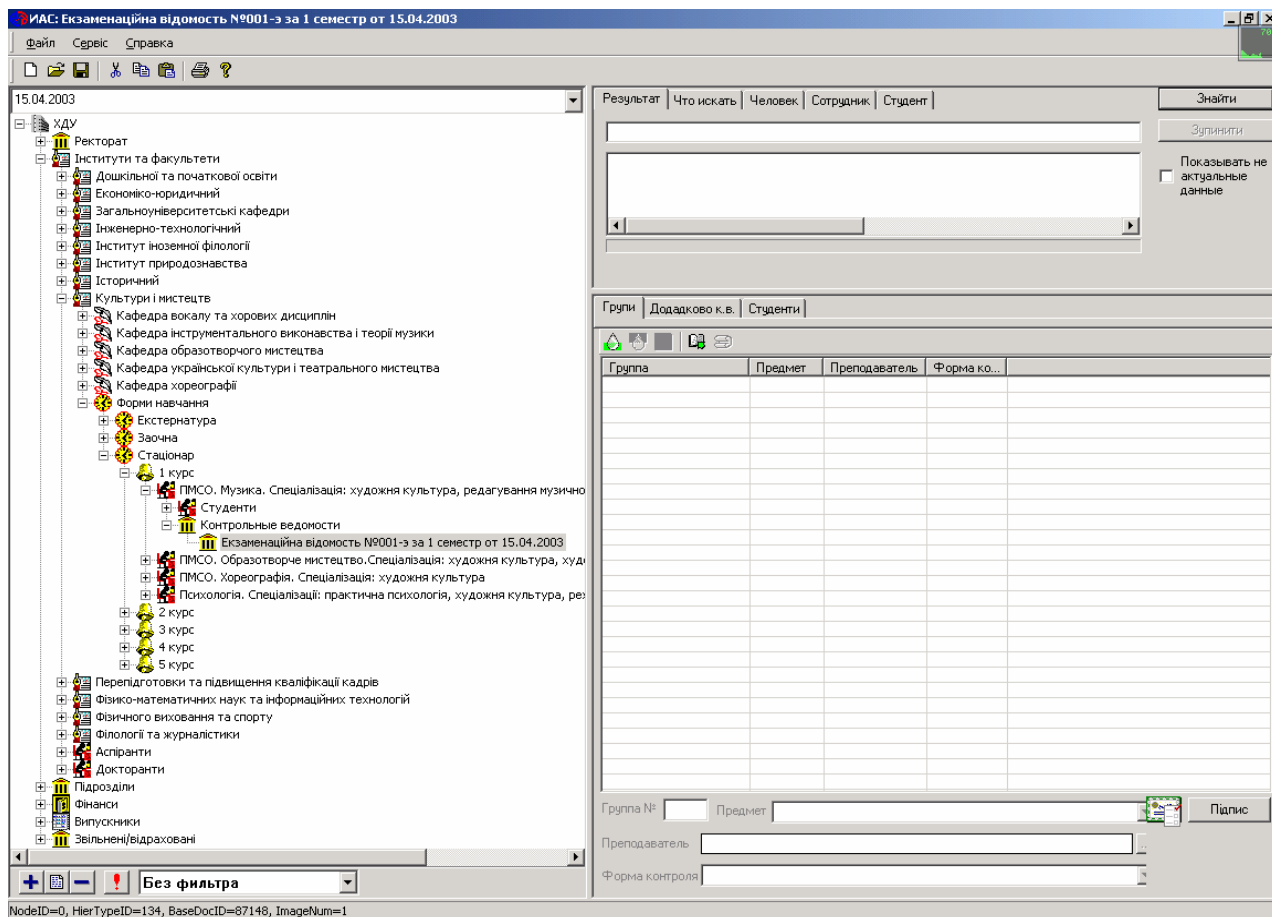 ИАС: Екзаменаційна відомость №001-э за 1 семестр от 15.04.2003
Файл Сервіс Справка
70
15.04.2003
ХДУ
Ректорат
Інститути та факультети
Дошкільної та початкової освіти
Економіко-юридичний
Загальноуніверситетські кафедри
Інженерно-технологічний
Інститут іноземної філології
Інститут природознавства
Історичний
Культури і мистецтв
Кафедра вокалу та хорових дисциплін
Кафедра інструментального виконавства і теорії музики
Кафедра образотворчого мистецтва
Кафедра української культури і театрального мистецтва
Кафедра хореографії
Форми навчання
Екстернатура
Заочна
Стаціонар
1 курс
ПМСО. Музика. Спеціалізація: художня культура, редагування музично
Студенти
Контрольные ведомости
Екзаменаційна відомость №001-э за 1 семестр от 15.04.2003
ПМСО. Образотворче мистецтво.Спеціалізація: художня культура, худо
ПМСО. Хореографія. Спеціалізація: художня культура
Психологія. Спеціалізації: практична психологія, художня культура, реж
2 курс
3 курс
4 курс
5 курс
Перепідготовки та підвищення кваліфікації кадрів
Фізико-математичних наук та інформаційних технологій
Фізичного виховання та спорту
Філології та журналістики
Аспіранти
Докторанти
Підрозділи
Фінанси
Випускники
Звільнені/відраховані
Без фильтра
NodeID=0, HierTypeID=134, BaseDocID=87148, ImageNum=1
Результат Что искать Человек Сотрудник Студент
Знайти
Зупинити
Показывать не
актуальные
данные
Групи Додадково к.в. Студенти
Группа Предмет Преподаватель Форма ко...
Группа № Предмет Підпис
Преподаватель ...
Форма контроля